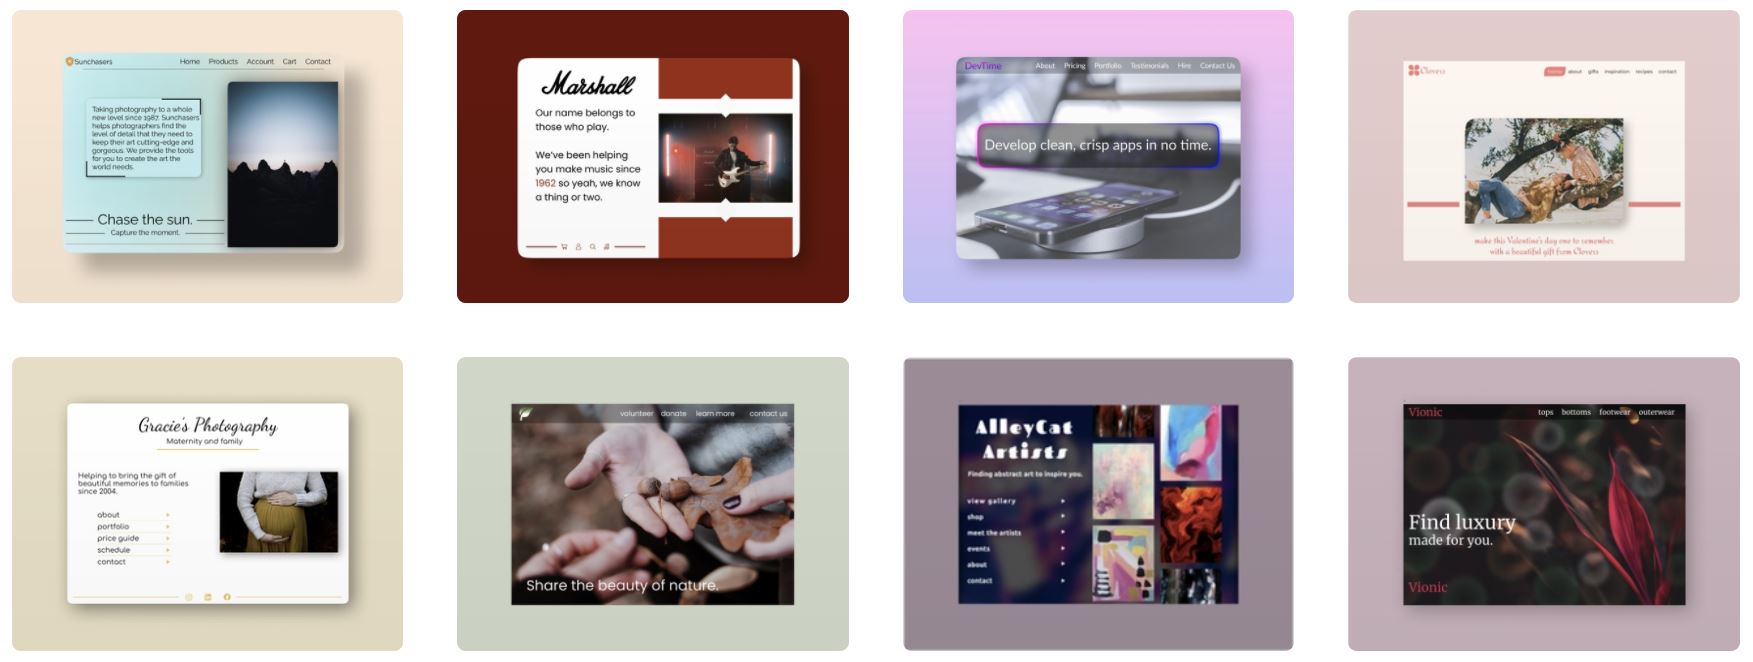 Sunchasers
Home Products Account Cart Contact
Taking photography to a whole
new level since 1987. Sunchasers
helps photographers find the
level of detail that they need to
keep their art cutting-edge and
gorgeous. We provide the tools
for you to create the art the
world needs.
Chase the sun.
Capture the moment.
Marshall
Our name belongs to
those who play.
We've been helping
you make music since
1962 so yeah, we know
a thing or two.
DevTime
About Pricing Portfolio Testimonials Hire Contact Us
Develop clean, crisp apps in no time.
home about gifts inspiration recipes contact
make this Valentine's day one to remember
with a beautiful gift from
Gracie's Photography
Maternity and family
Helping to bring the gift of
beautiful memories to families
since 2004.
about
portfolio
price guide
schedule
contact
volunteer donate learn more contact us
Share the beauty of nature.
AlleyCat
Artists
Finding abstract art to inspire you.
view gallery
shop
meet the artists
events
about
contact
Vionic
tops bottoms footwear outerwear
Find luxury
made for you.
Vionic